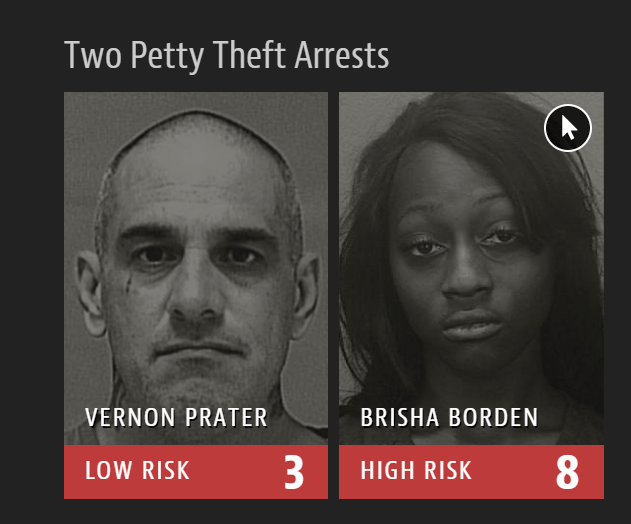 Two Petty Theft Arrests
VERNON PRATER
LOW RISK 3
BRISHA BORDEN
HIGH RISK 8